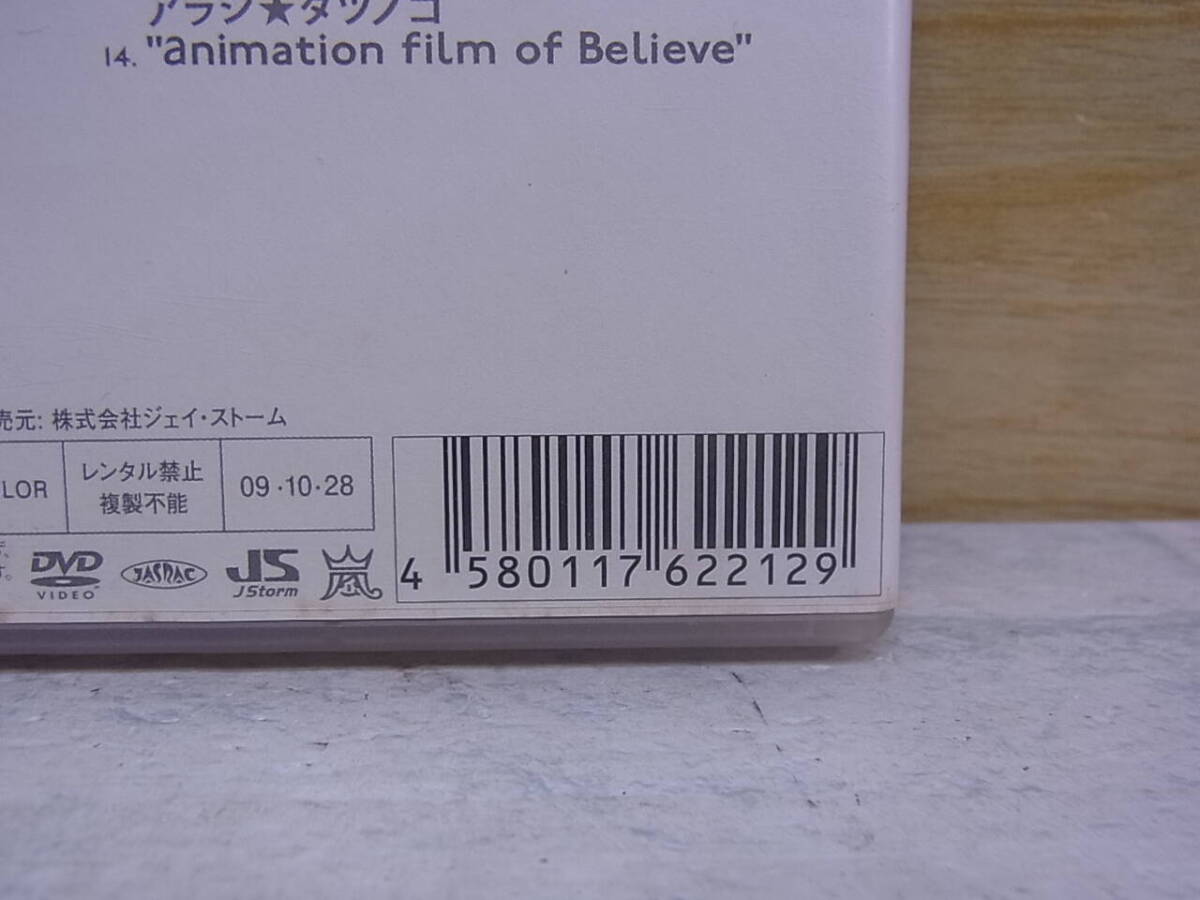 アラシ★タツノコ
14. "animation film of Believe"
売元: 株式会社ジェイ・ストーム
LOR
レンタル禁止
複製不能
09・10・28
す。
DVD
VIDEO
JASRAC
JS
JStorm
嵐
4 580117 622129